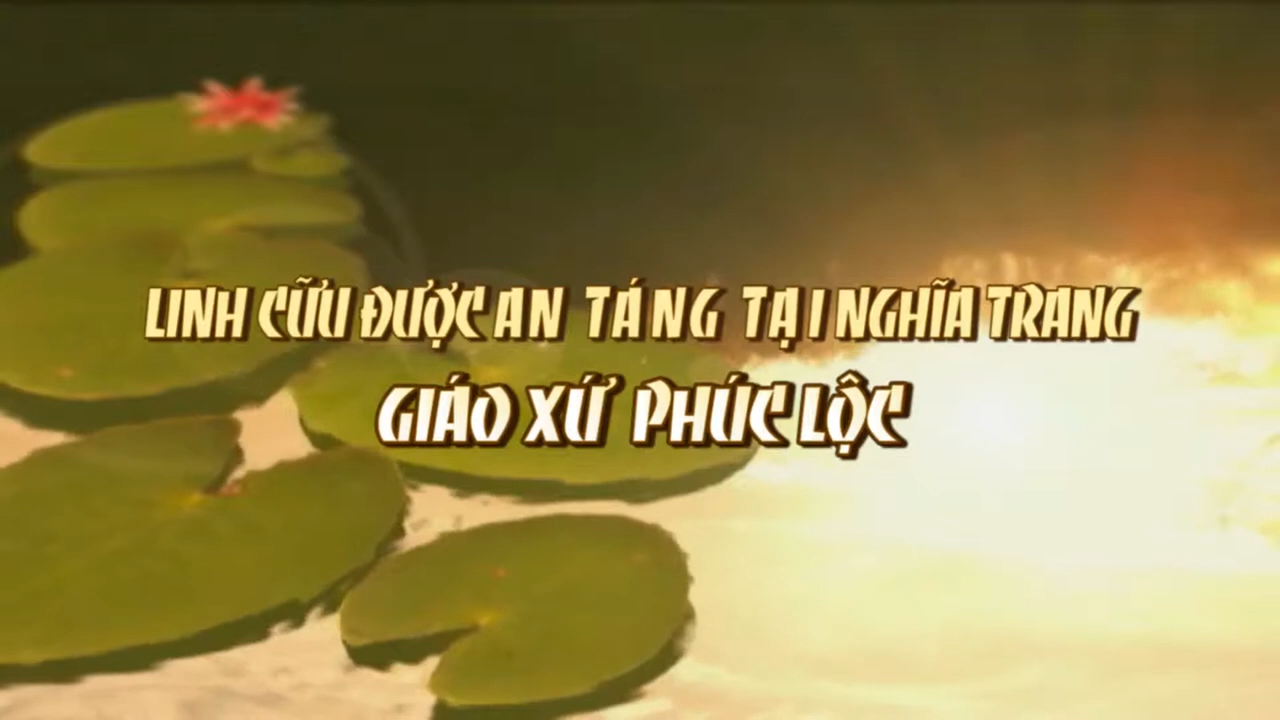 LINH CỮU ĐƯỢC AN TÁNG TẠI NGHĨA TRANG
GIÁO XỨ PHÚC LỘC